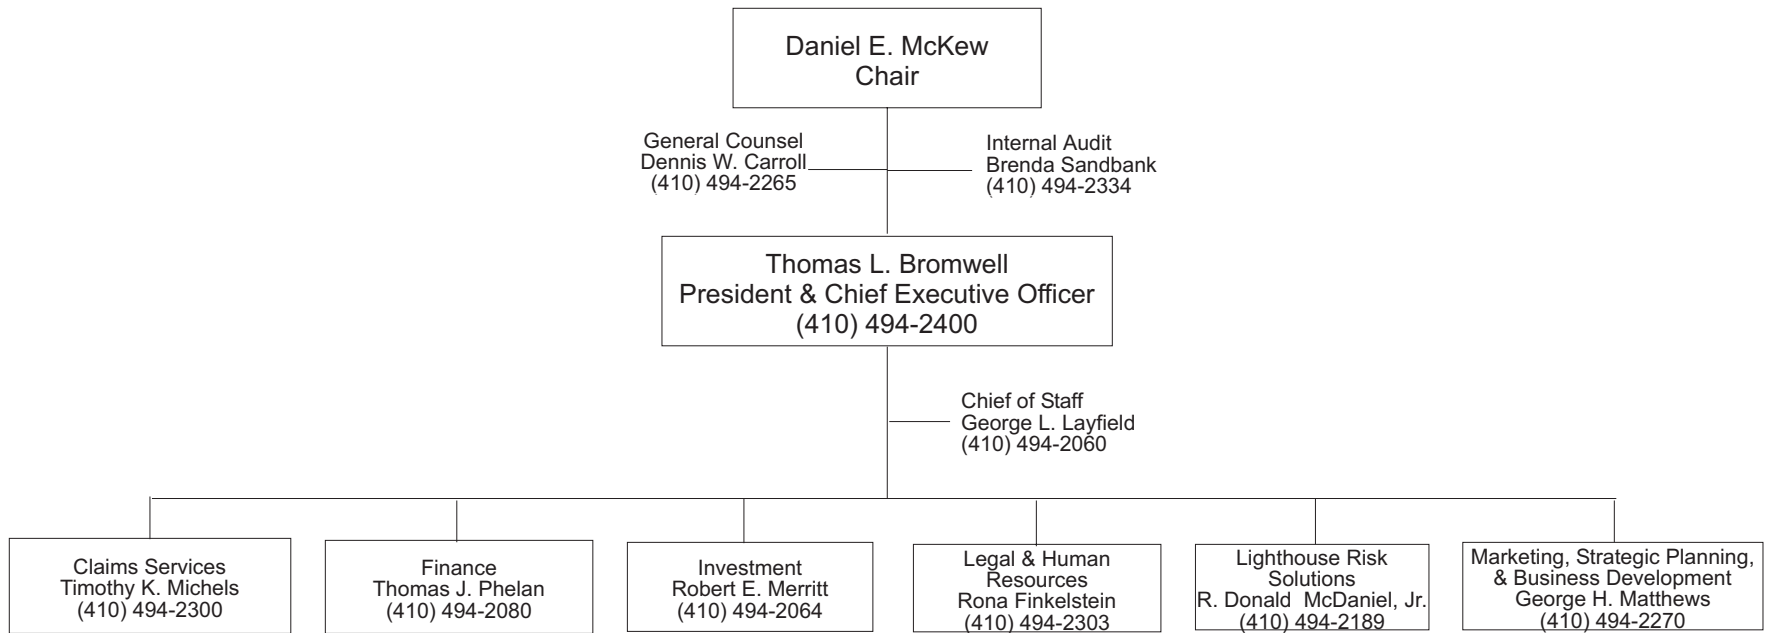 Daniel E. McKew
Chair
General Counsel
Dennis W. Carroll
(410) 494-2265
Internal Audit
Brenda Sandbank
(410) 494-2334
Thomas L. Bromwell
President & Chief Executive Officer
(410) 494-2400
Chief of Staff
George L. Layfield
(410) 494-2060
Claims Services
Timothy K. Michels
(410) 494-2300
Finance
Thomas J. Phelan
(410) 494-2080
Investment
Robert E. Merritt
(410) 494-2064
Legal & Human
Resources
Rona Finkelstein
(410) 494-2303
Lighthouse Risk
Solutions
R. Donald McDaniel, Jr.
(410) 494-2189
Marketing, Strategic Planning,
& Business Development
George H. Matthews
(410) 494-2270